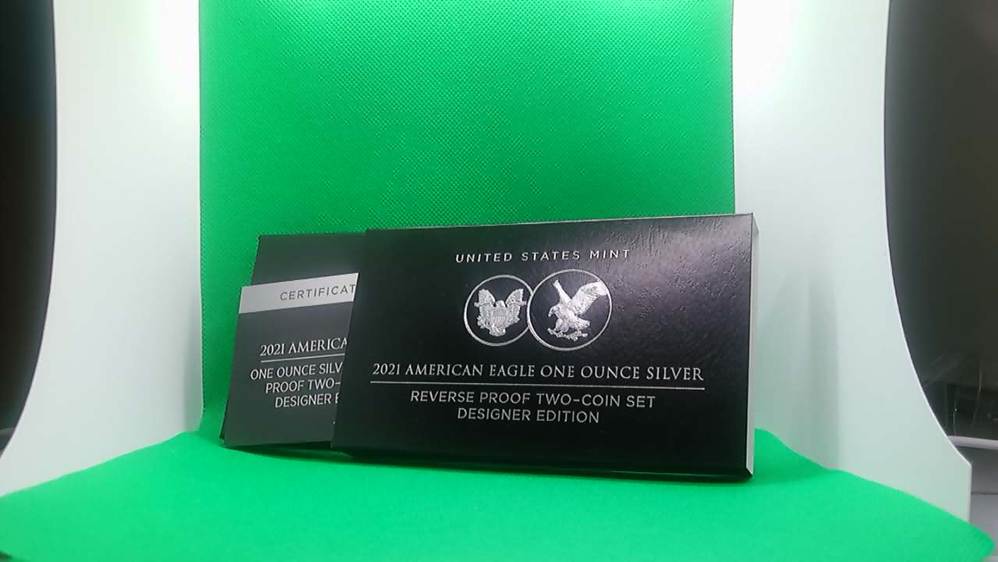 UNITED STATES MINT
2021 AMERICAN EAGLE ONE OUNCE SILVER
REVERSE PROOF TWO-COIN SET
DESIGNER EDITION
CERTIFICAT
2021 AMERICA
ONE OUNCE SILV
PROOF TWO-
DESIGNER E